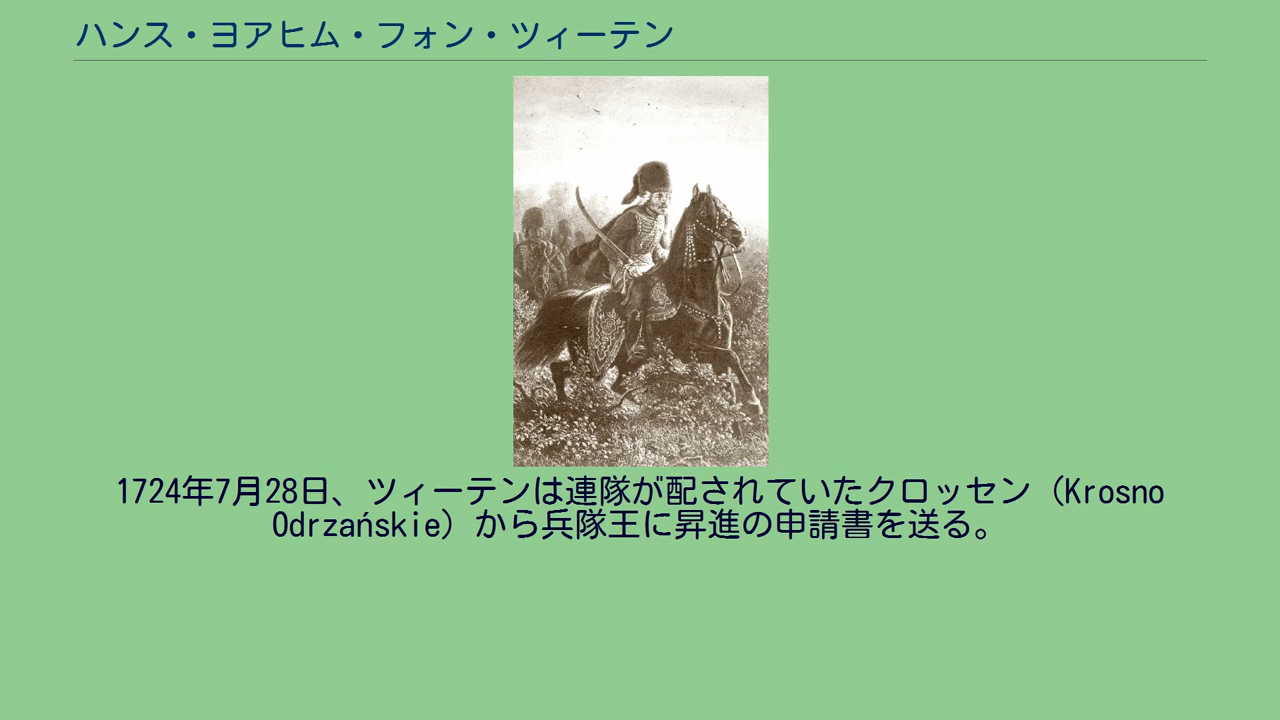 ハンス・ヨアヒム・フォン・ツィーテン
1724年7月28日、ツィーテンは連隊が配されていたクロッセン（Krosno
Odrzańskie）から兵隊王に昇進の申請書を送る。